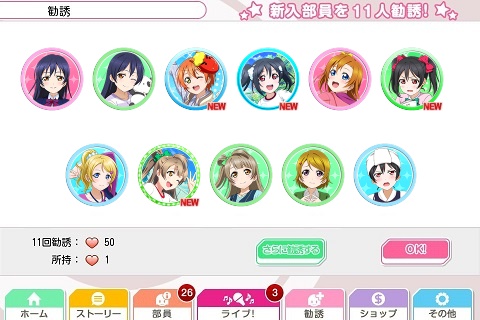 勧誘
新入部員を11人勧誘!
NEW
NEW
NEW
NEW
11回勧誘: 50
所持: 1
さらに勧誘する
OK!
26
3
ホーム
ストーリー
部員
ライブ!
勧誘
ショップ
その他